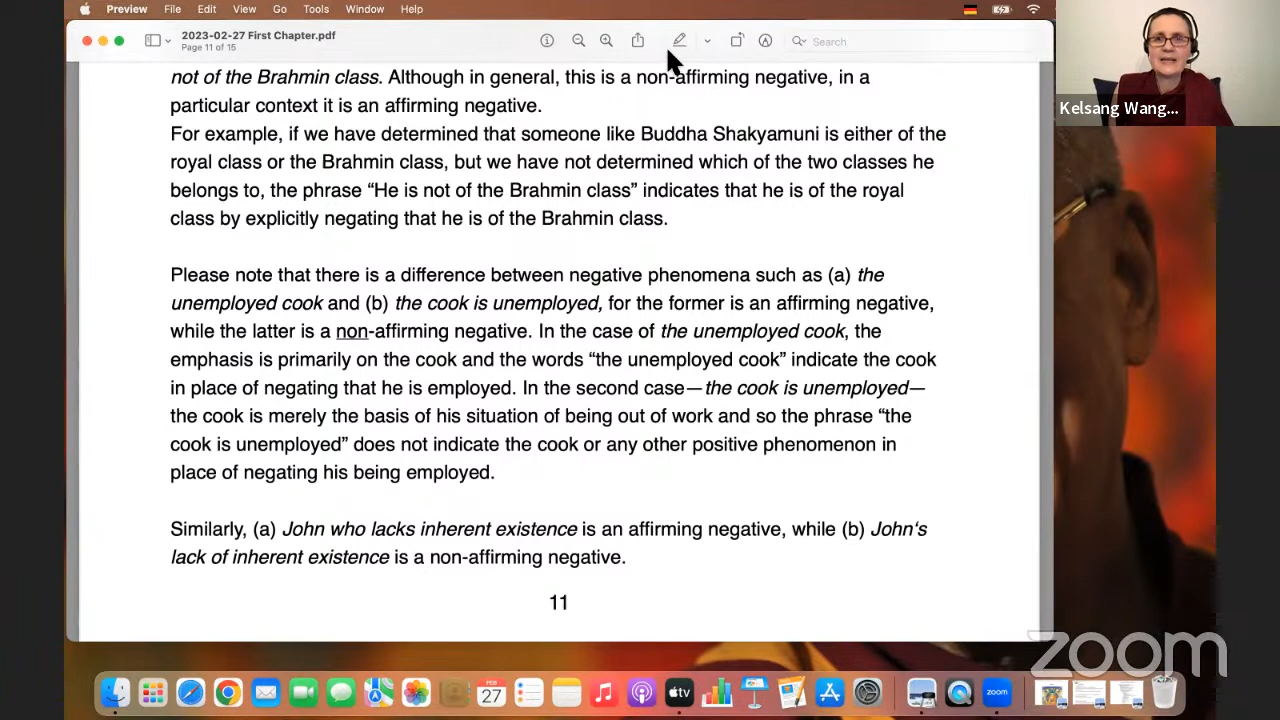 Preview File Edit View Go Tools Window Help
2023-02-27 First Chapter.pdf
Page 11 of 15
Search
Kelsang Wang...
not of the Brahmin class. Although in general, this is a non-affirming negative, in a
particular context it is an affirming negative.
For example, if we have determined that someone like Buddha Shakyamuni is either of the
royal class or the Brahmin class, but we have not determined which of the two classes he
belongs to, the phrase “He is not of the Brahmin class” indicates that he is of the royal
class by explicitly negating that he is of the Brahmin class.
Please note that there is a difference between negative phenomena such as (a) the
unemployed cook and (b) the cook is unemployed, for the former is an affirming negative,
while the latter is a non-affirming negative. In the case of the unemployed cook, the
emphasis is primarily on the cook and the words “the unemployed cook” indicate the cook
in place of negating that he is employed. In the second case—the cook is unemployed—
the cook is merely the basis of his situation of being out of work and so the phrase “the
cook is unemployed” does not indicate the cook or any other positive phenomenon in
place of negating his being employed.
Similarly, (a) John who lacks inherent existence is an affirming negative, while (b) John‘s
lack of inherent existence is a non-affirming negative.
11
zoom
FEB
27
tv
zoom